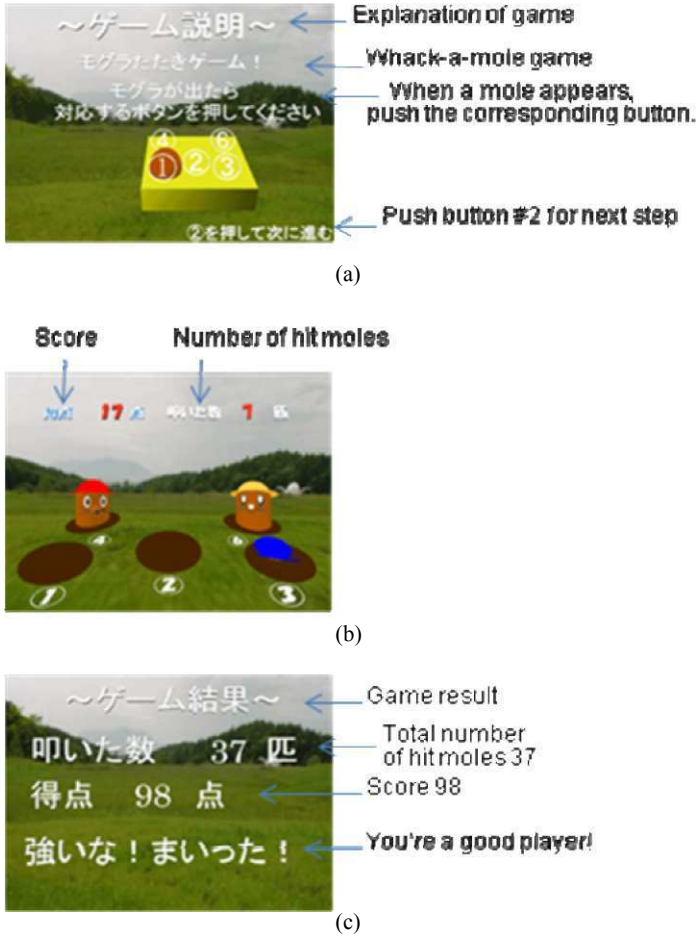 ～ゲーム説明～
Explanation of game
モグラたたきゲーム！
Whack-a-mole game
モグラが出たら
対応するボタンを押してください
When a mole appears,
push the corresponding button.
④ ⑥
① ② ③
②を押して次に進む
Push button #2 for next step
(a)
Score
Number of hit moles
17 点 叩いた数 7 匹
④ ⑥
① ② ③
(b)
～ゲーム結果～
Game result
叩いた数 37 匹
Total number
of hit moles 37
得点 98 点
Score 98
強いな！まいった！
You're a good player!
(c)